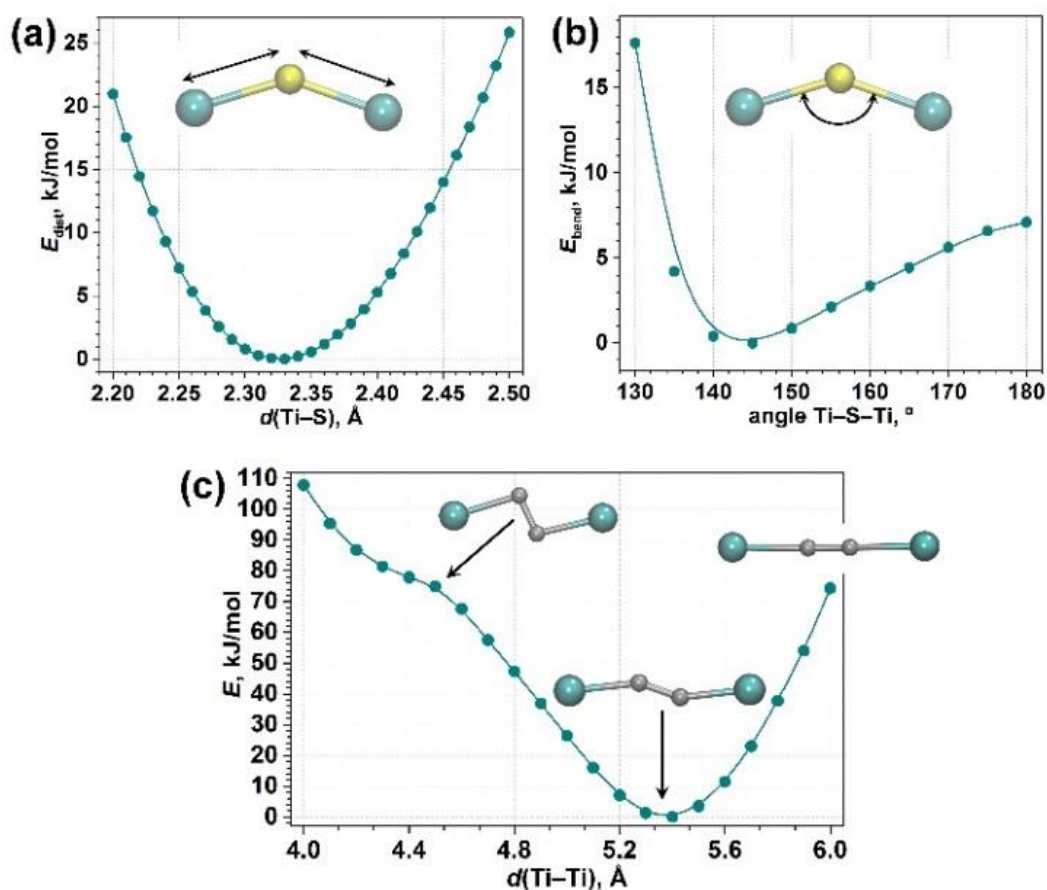 (a)
25
20
15
10
5
0
E_dist, kJ/mol
2.20 2.25 2.30 2.35 2.40 2.45 2.50
d(Ti–S), Å
(b)
15
10
5
0
E_bend, kJ/mol
130 140 150 160 170 180
angle Ti–S–Ti, °
(c)
110
100
90
80
70
60
50
40
30
20
10
0
E, kJ/mol
4.0 4.4 4.8 5.2 5.6 6.0
d(Ti–Ti), Å